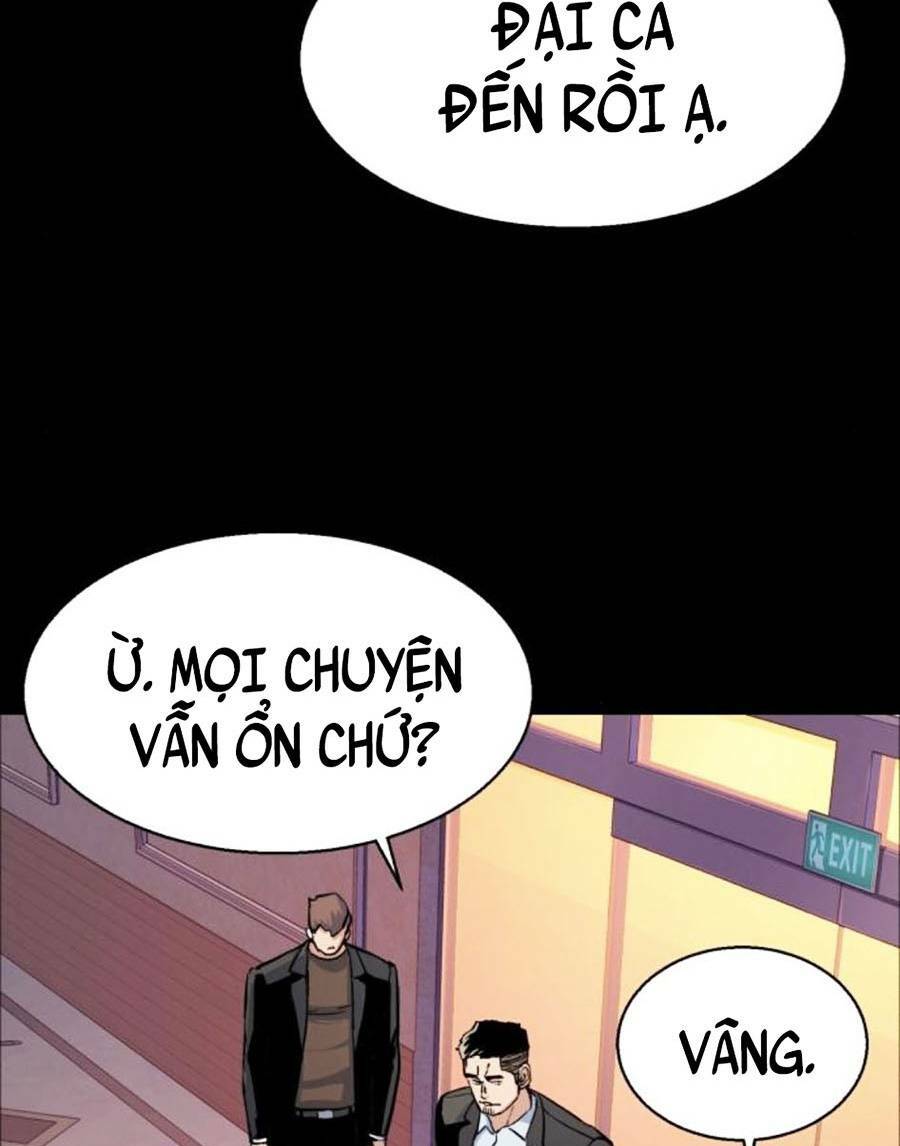 ĐẠI CA
ĐẾN RỒI Ạ.
Ừ. MỌI CHUYỆN
VẪN ỔN CHỨ?
EXIT
VÂNG.